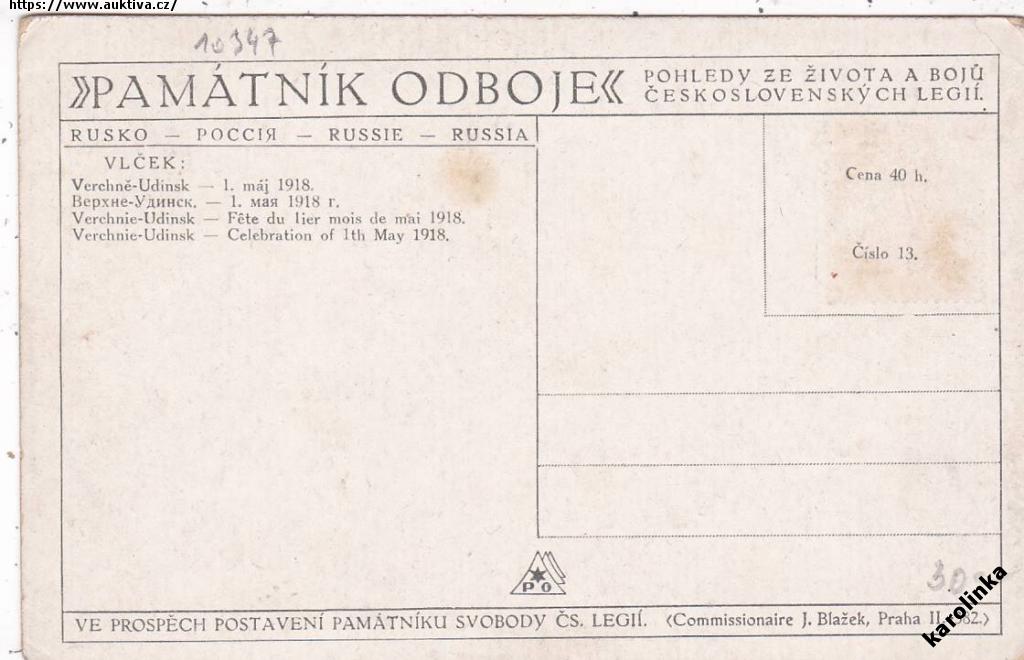 https://www.auktiva.cz/
10347
»PAMÁTNÍK ODBOJE«
POHLEDY ZE ŽIVOTA A BOJŮ
ČESKOSLOVENSKÝCH LEGIÍ.
RUSKO — РОССІЯ — RUSSIE — RUSSIA
VLČEK:
Verchně-Udinsk — 1. máj 1918.
Верхне-Удинск. — 1. мая 1918 г.
Verchnie-Udinsk — Fête du 1ier mois de mai 1918.
Verchnie-Udinsk — Celebration of 1th May 1918.
Cena 40 h.
Číslo 13.
PO
karolinka
VE PROSPĚCH POSTAVENÍ PAMÁTNÍKU SVOBODY ČS. LEGIÍ. (Commissionaire J. Blažek, Praha